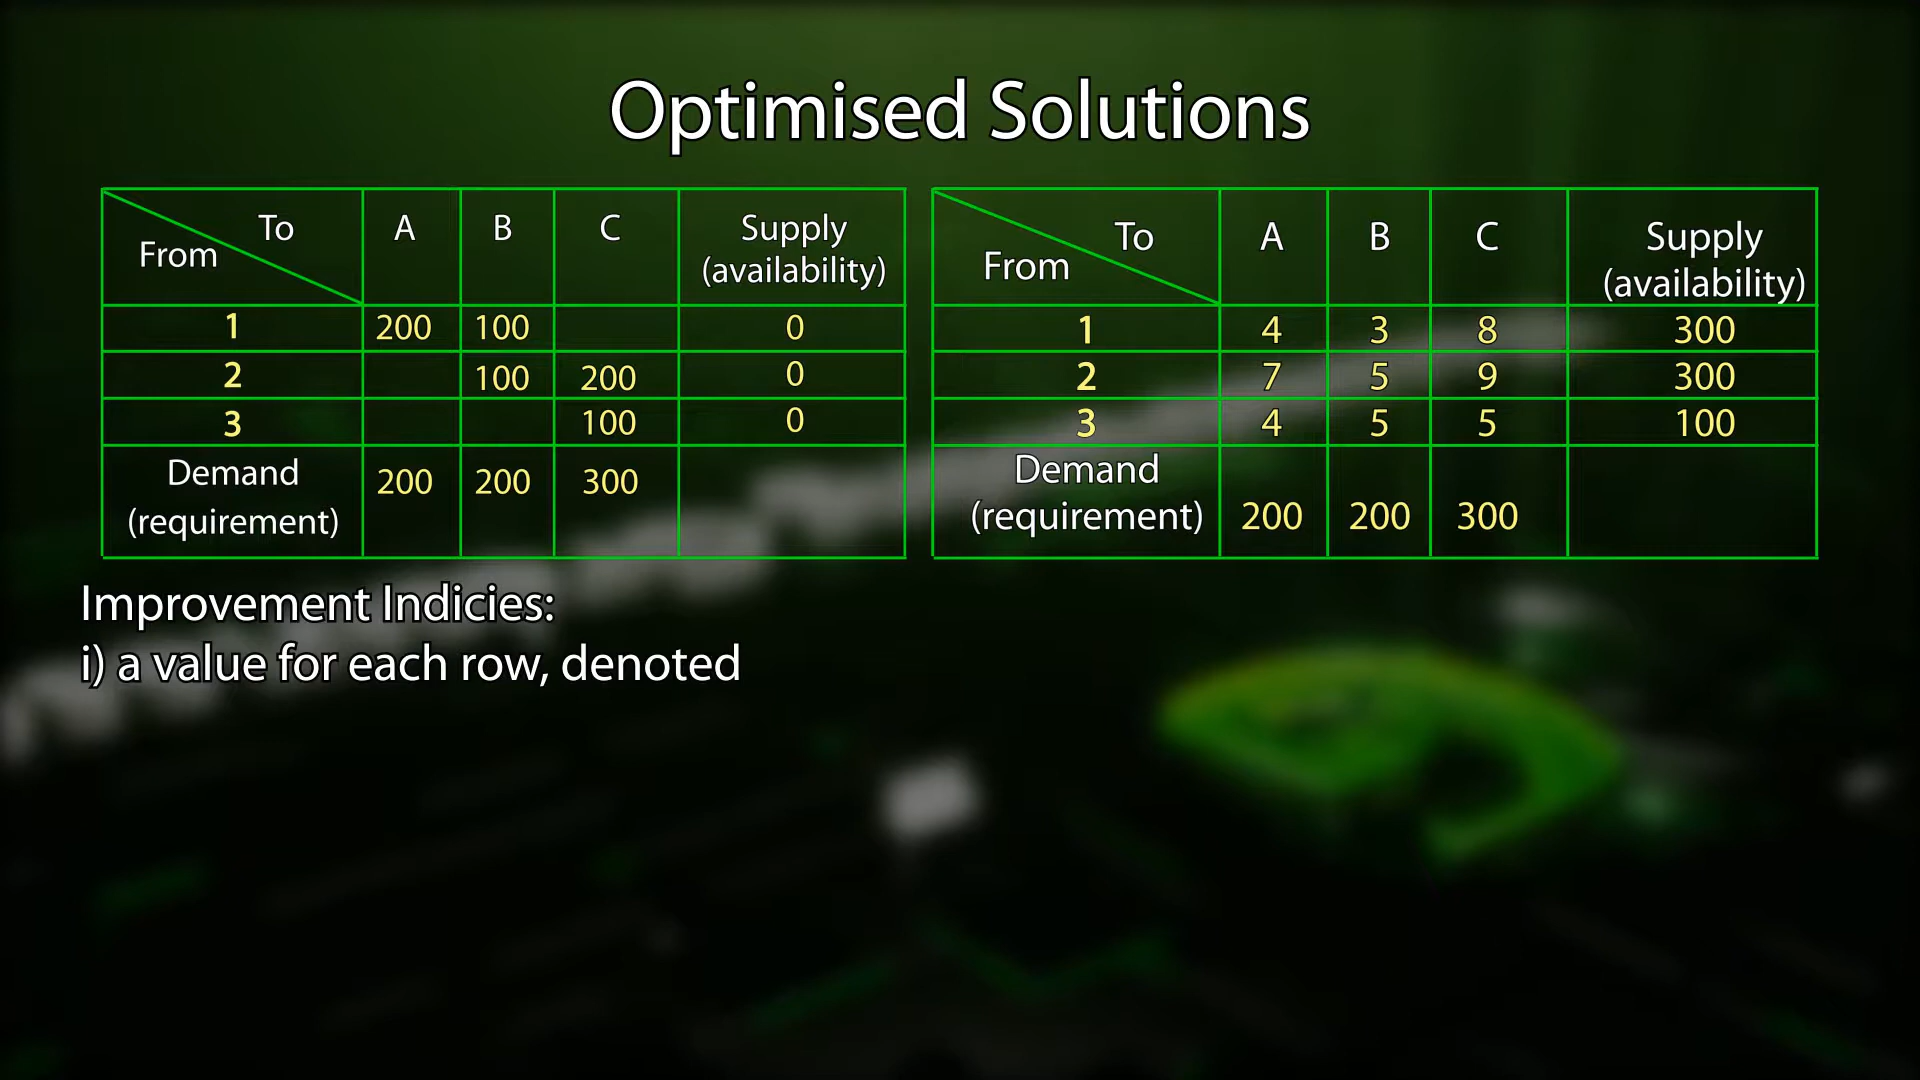 Optimised Solutions
From To A B C Supply (availability)
1 200 100 0
2 100 200 0
3 100 0
Demand (requirement) 200 200 300
From To A B C Supply (availability)
1 4 3 8 300
2 7 5 9 300
3 4 5 5 100
Demand (requirement) 200 200 300
Improvement Indicies:
i) a value for each row, denoted